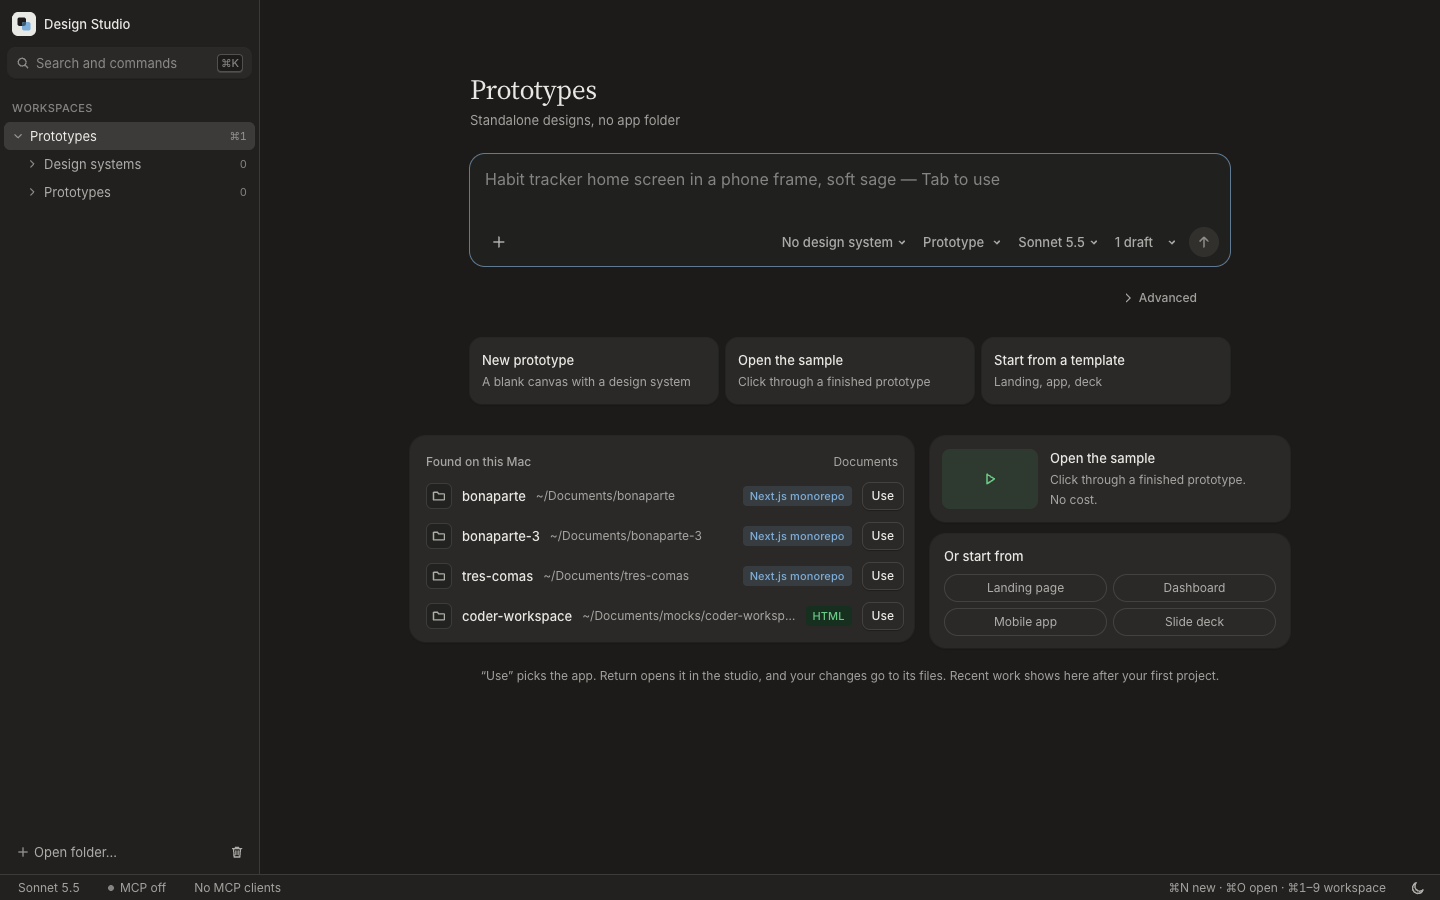 Design Studio
Search and commands ⌘K
WORKSPACES
Prototypes ⌘1
Design systems 0
Prototypes 0
Open folder...
Prototypes
Standalone designs, no app folder
Habit tracker home screen in a phone frame, soft sage — Tab to use
No design system Prototype Sonnet 5.5 1 draft
Advanced
New prototype
A blank canvas with a design system
Open the sample
Click through a finished prototype
Start from a template
Landing, app, deck
Found on this Mac Documents
bonaparte ~/Documents/bonaparte Next.js monorepo Use
bonaparte-3 ~/Documents/bonaparte-3 Next.js monorepo Use
tres-comas ~/Documents/tres-comas Next.js monorepo Use
coder-workspace ~/Documents/mocks/coder-worksp... HTML Use
Open the sample
Click through a finished prototype.
No cost.
Or start from
Landing page Dashboard
Mobile app Slide deck
“Use” picks the app. Return opens it in the studio, and your changes go to its files. Recent work shows here after your first project.
Sonnet 5.5 MCP off No MCP clients ⌘N new · ⌘O open · ⌘1–9 workspace